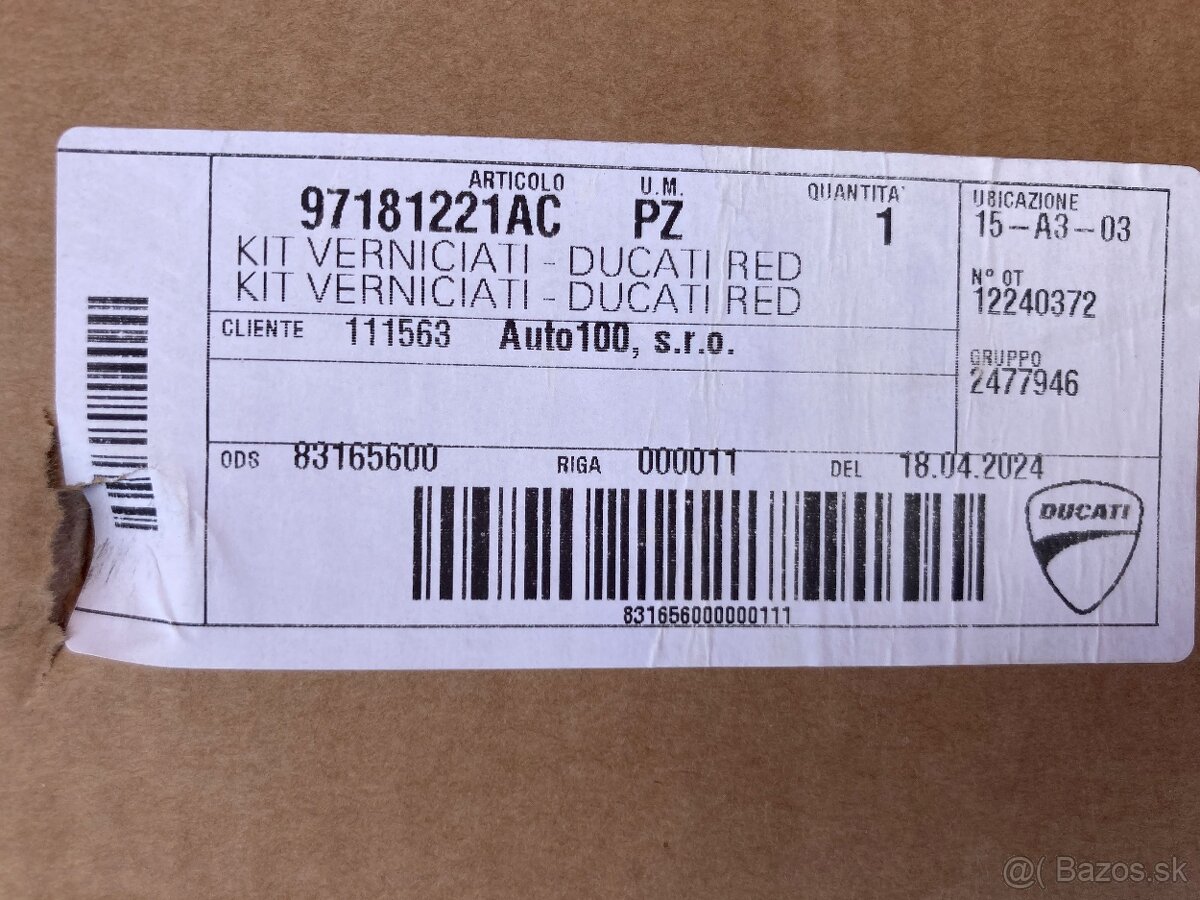 ARTICOLO U.M. QUANTITA'
97181221AC PZ 1
KIT VERNICIATI - DUCATI RED
KIT VERNICIATI - DUCATI RED
UBICAZIONE
15-A3-03
N° OT
12240372
GRUPPO
2477946
CLIENTE 111563 Auto100, s.r.o.
ODS 83165600 RIGA 000011 DEL 18.04.2024
831656000000111
DUCATI
@( Bazos.sk